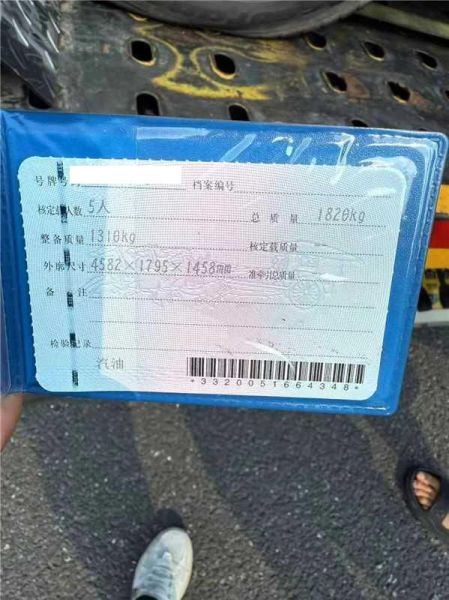 号牌号码 档案编号
核定载人数 5人 总质量 1820kg
整备质量 1310kg 核定载质量
外廓尺寸 4582×1795×1458mm 准牵引总质量
备注
检验记录
汽油
*3320051664348*